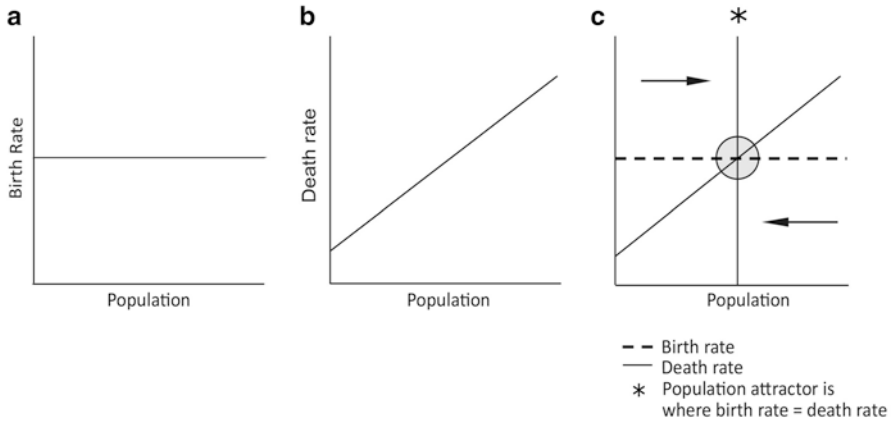 a
Birth Rate
Population
b
Death rate
Population
c
*
Population
Birth rate
Death rate
* Population attractor is
where birth rate = death rate